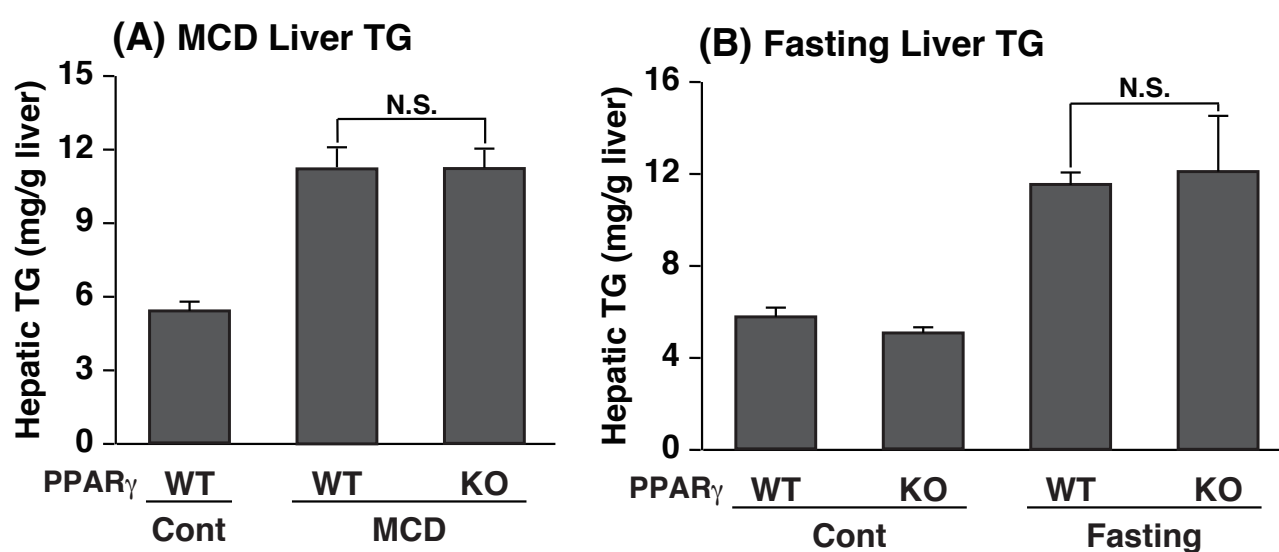 (A) MCD Liver TG
Hepatic TG (mg/g liver)
15
12
9
6
3
0
N.S.
PPARγ WT WT KO
Cont MCD
(B) Fasting Liver TG
Hepatic TG (mg/g liver)
16
12
8
4
0
N.S.
PPARγ WT KO WT KO
Cont Fasting